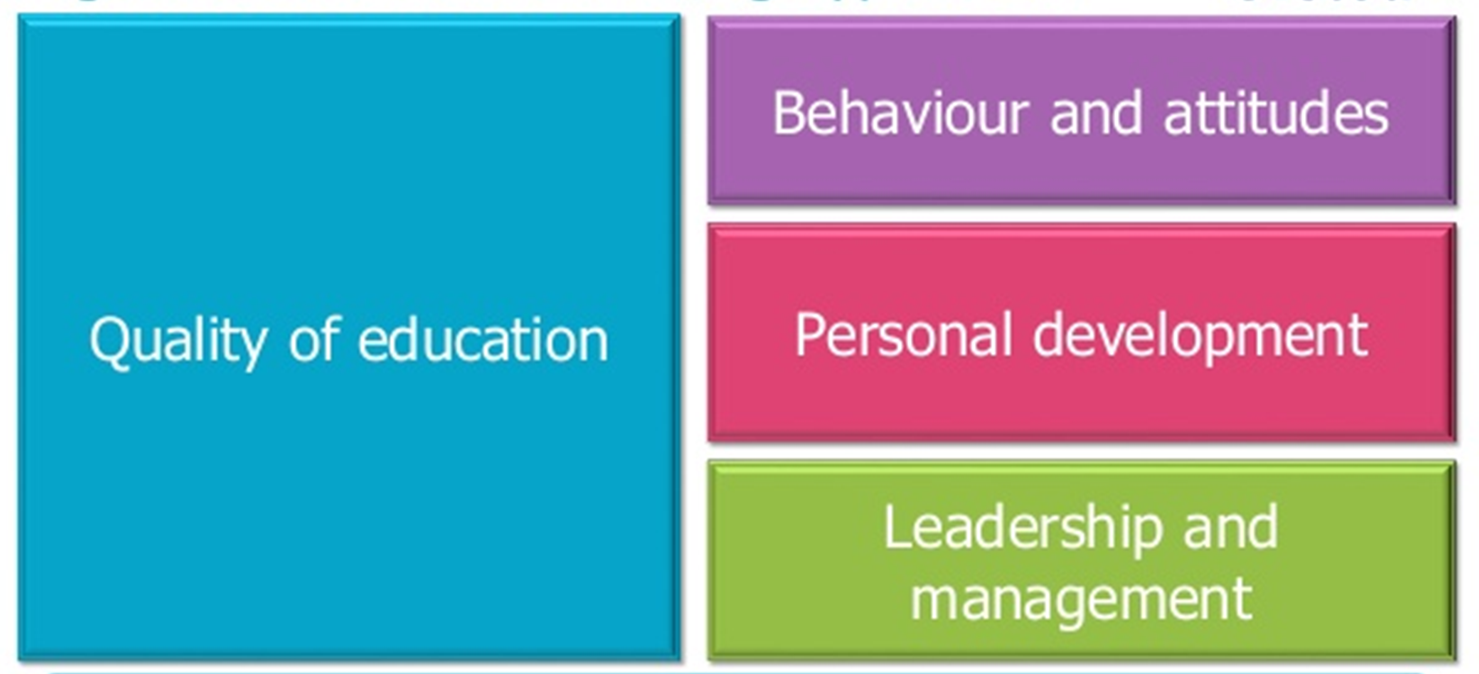 Quality of education
Behaviour and attitudes
Personal development
Leadership and
management